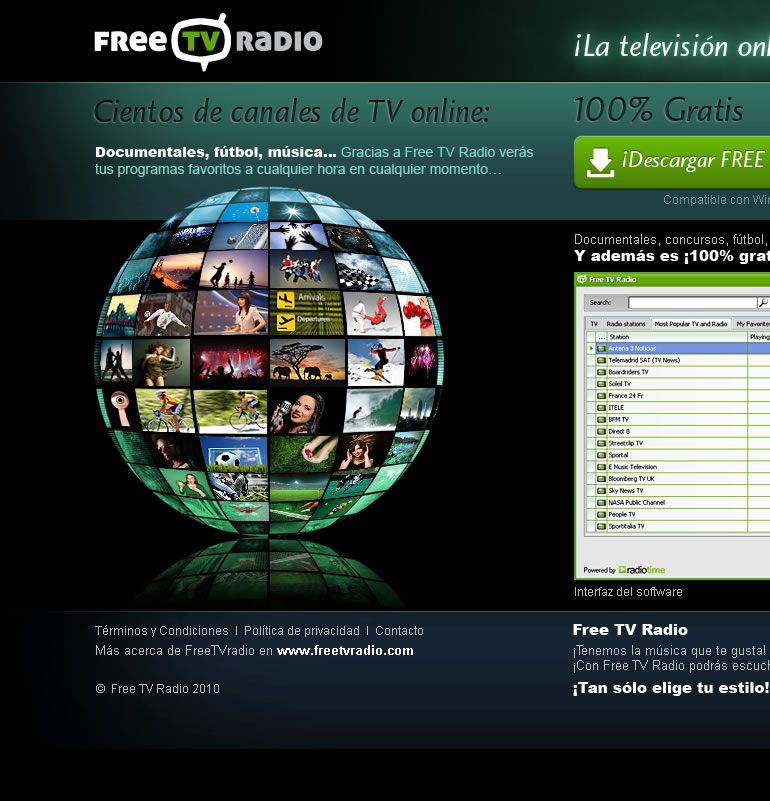 FREE TV RADIO
¡La televisión onl
Cientos de canales de TV online:
100% Gratis
Documentales, fútbol, música... Gracias a Free TV Radio verás
tus programas favoritos a cualquier hora en cualquier momento...
¡Descargar FREE
Compatible con Win
Arrivals
Departures
Documentales, concursos, fútbol,
Y además es ¡100% grat
Free TV Radio
Search:
TV Radio stations Most Popular TV and Radio My Favorites
... Station Playing
Antena 3 Noticias
Telemadrid SAT (TV News)
Boardriders TV
Soleil TV
France 24 Fr
ITELE
BFM TV
Direct 8
Streetclip TV
Sportal
E Music Television
Bloomberg TV UK
Sky News TV
NASA Public Channel
People TV
Sportitalia TV
Powered by radiotime
Interfaz del software
Términos y Condiciones | Política de privacidad | Contacto
Más acerca de FreeTVradio en www.freetvradio.com
© Free TV Radio 2010
Free TV Radio
¡Tenemos la música que te gusta!
¡Con Free TV Radio podrás escuch
¡Tan sólo elige tu estilo!